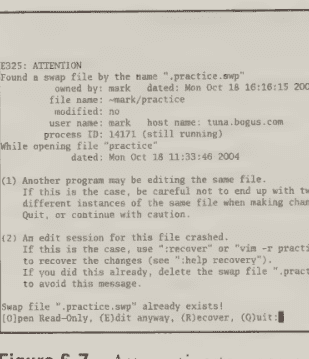 E325: ATTENTION
Found a swap file by the name ".practice.swp"
owned by: mark dated: Mon Oct 18 16:16:15 200
file name: ~mark/practice
modified: no
user name: mark host name: tuna.bogus.com
process ID: 14171 (still running)
While opening file "practice"
dated: Mon Oct 18 11:33:46 2004
(1) Another program may be editing the same file.
If this is the case, be careful not to end up with tw
different instances of the same file when making chan
Quit, or continue with caution.
(2) An edit session for this file crashed.
If this is the case, use ":recover" or "vim -r practi
to recover the changes (see ":help recovery").
If you did this already, delete the swap file ".pract
to avoid this message.
Swap file ".practice.swp" already exists!
[O]pen Read-Only, (E)dit anyway, (R)ecover, (Q)uit: